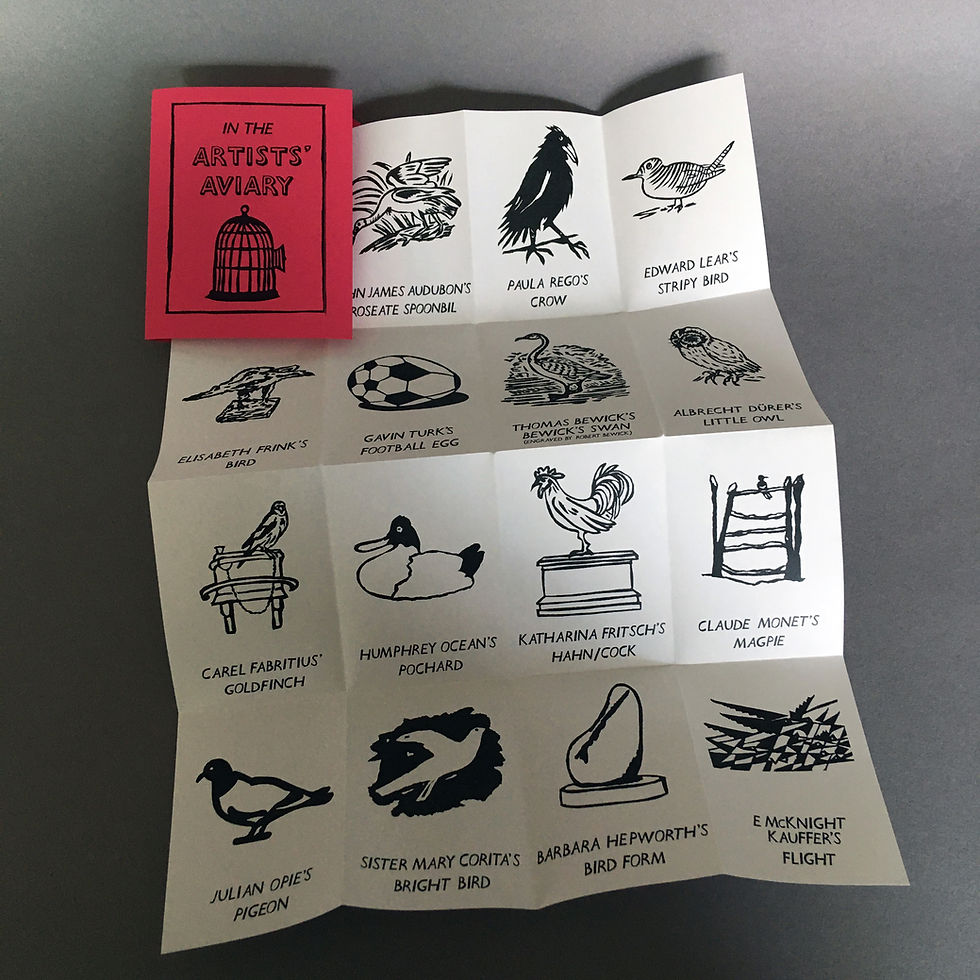 IN THE
ARTISTS'
AVIARY
HN JAMES AUDUBON'S
ROSEATE SPOONBIL
PAULA REGO'S
CROW
EDWARD LEAR'S
STRIPY BIRD
ELISABETH FRINK'S
BIRD
GAVIN TURK'S
FOOTBALL EGG
THOMAS BEWICK'S
BEWICK'S SWAN
(ENGRAVED BY ROBERT BEWICK)
ALBRECHT DÜRER'S
LITTLE OWL
CAREL FABRITIUS'
GOLDFINCH
HUMPHREY OCEAN'S
POCHARD
KATHARINA FRITSCH'S
HAHN/COCK
CLAUDE MONET'S
MAGPIE
JULIAN OPIE'S
PIGEON
SISTER MARY CORITA'S
BRIGHT BIRD
BARBARA HEPWORTH'S
BIRD FORM
E McKNIGHT
KAUFFER'S
FLIGHT